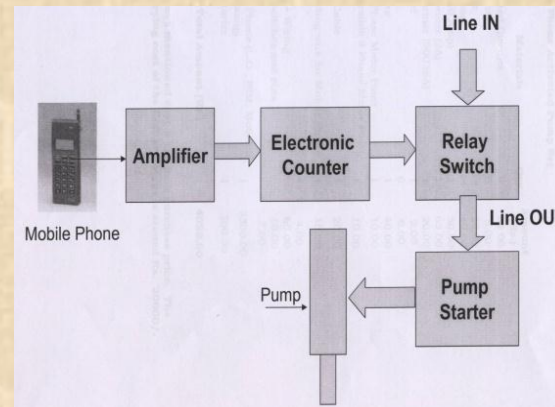 Line IN
Amplifier
Electronic
Counter
Relay
Switch
Mobile Phone
Line OU
Pump
Pump
Starter